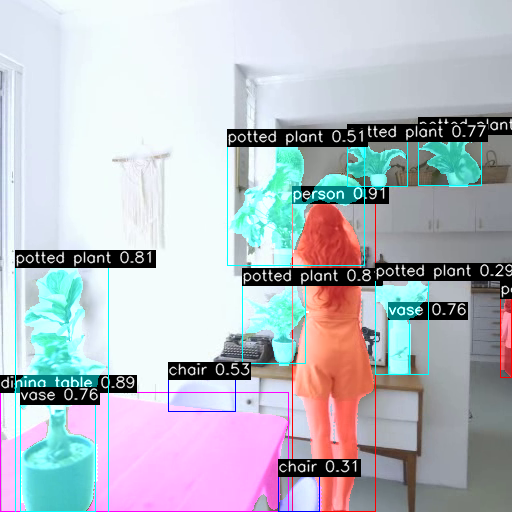 potted plant
potted plant 0.51
tted plant 0.77
person 0.91
potted plant 0.81
potted plant 0.8
potted plant 0.29
vase 0.76
chair 0.53
dining table 0.89
vase 0.76
chair 0.31